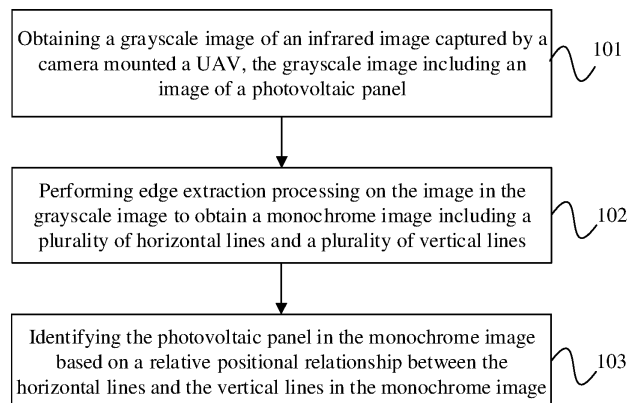 Obtaining a grayscale image of an infrared image captured by a
camera mounted a UAV, the grayscale image including an
image of a photovoltaic panel
101
Performing edge extraction processing on the image in the
grayscale image to obtain a monochrome image including a
plurality of horizontal lines and a plurality of vertical lines
102
Identifying the photovoltaic panel in the monochrome image
based on a relative positional relationship between the
horizontal lines and the vertical lines in the monochrome image
103